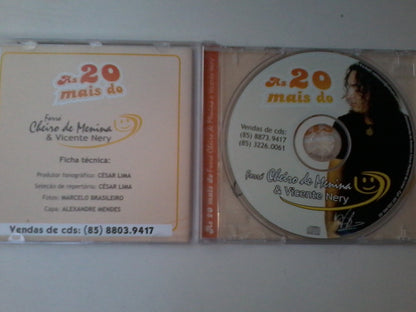 As 20
mais do
Forró
Cheiro de Menina
& Vicente Nery
Ficha técnica:
Produtor fonográfico: CÉSAR LIMA
Seleção de repertório: CÉSAR LIMA
Fotos: MARCELO BRASILEIRO
Capa: ALEXANDRE MENDES
Vendas de cds: (85) 8803.9417
As 20 mais do Forró Cheiro de Menina e Vicente Nery
As 20
mais do
Vendas de cds:
(85) 8873.9417
(85) 3226.0061
forró Cheiro de Menina
& Vicente Nery